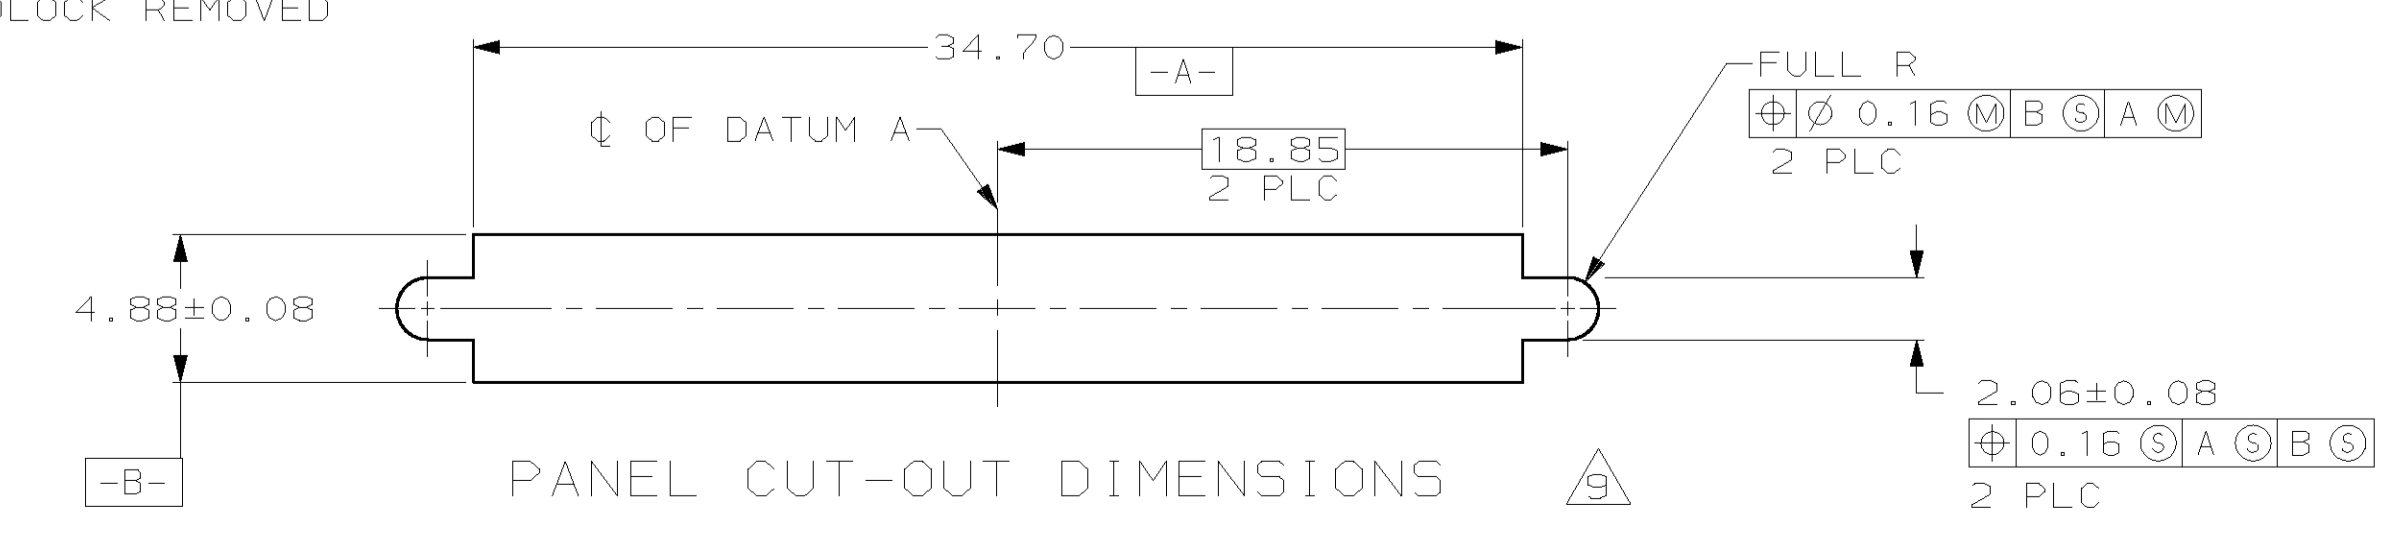 REMOVED
34.70
-A-
FULL R
⌖ Ø 0.16 Ⓜ B Ⓢ A Ⓜ
2 PLC
℄ OF DATUM A
18.85
2 PLC
4.88±0.08
2.06±0.08
⌖ 0.16 Ⓢ A Ⓢ B Ⓢ
2 PLC
-B-
PANEL CUT-OUT DIMENSIONS
9